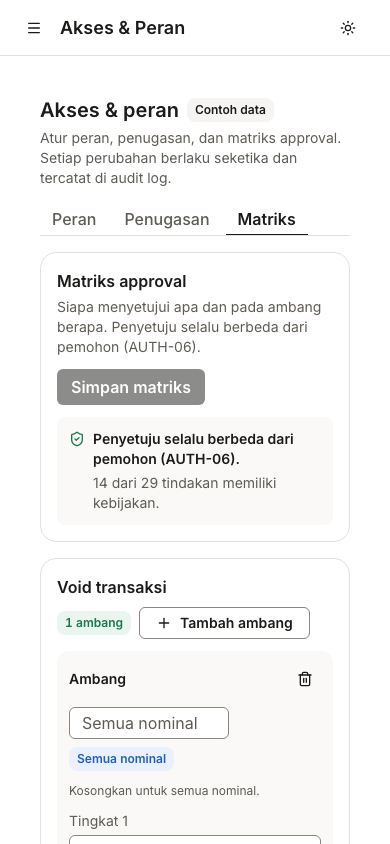 Akses & Peran
Akses & peran
Contoh data
Atur peran, penugasan, dan matriks approval.
Setiap perubahan berlaku seketika dan
tercatat di audit log.
Peran
Penugasan
Matriks
Matriks approval
Siapa menyetujui apa dan pada ambang
berapa. Penyetuju selalu berbeda dari
pemohon (AUTH-06).
Simpan matriks
Penyetuju selalu berbeda dari
pemohon (AUTH-06).
14 dari 29 tindakan memiliki
kebijakan.
Void transaksi
1 ambang
Tambah ambang
Ambang
Semua nominal
Semua nominal
Kosongkan untuk semua nominal.
Tingkat 1